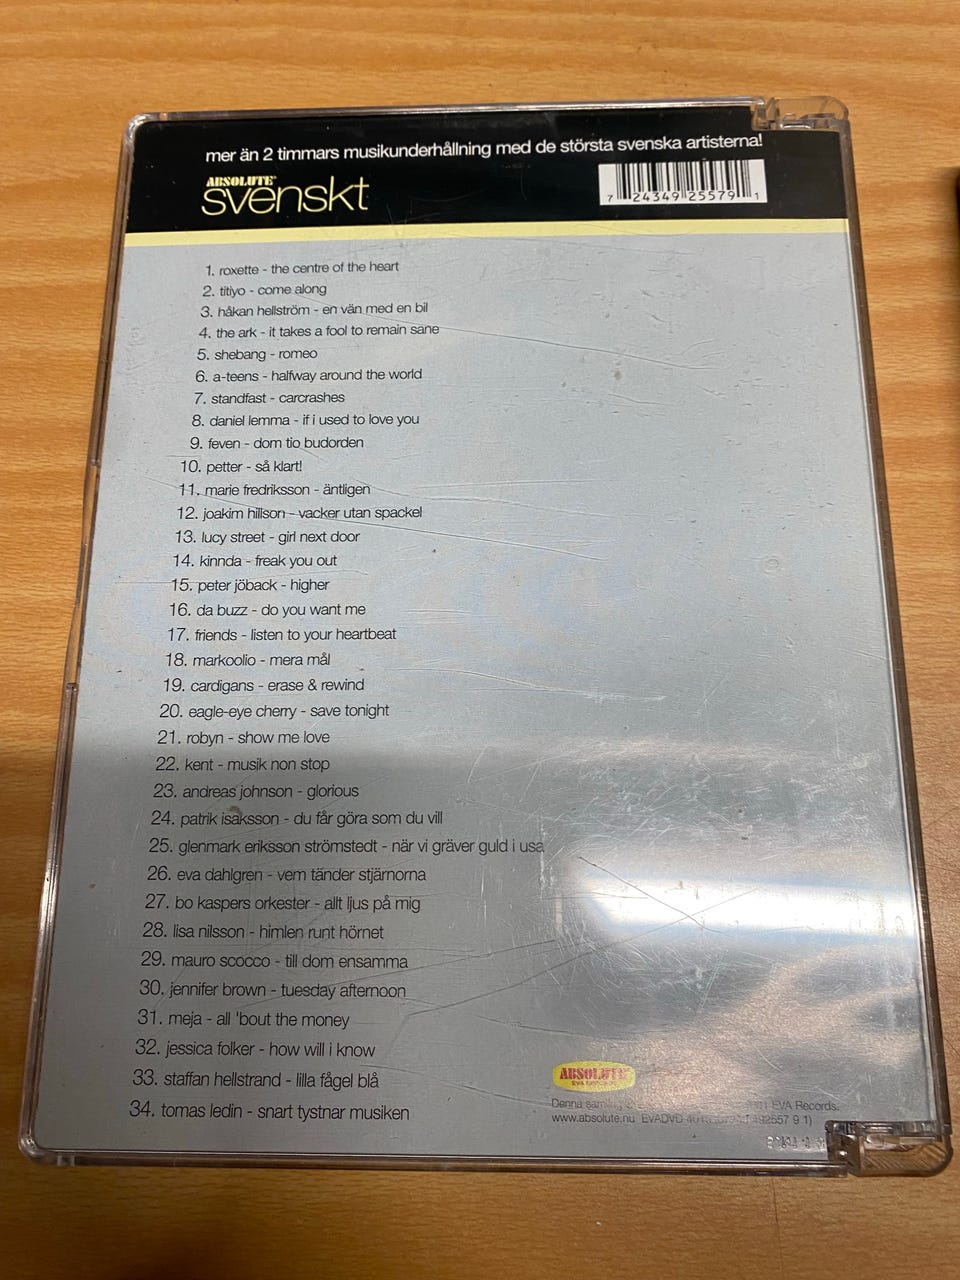 mer än 2 timmars musikunderhållning med de största svenska artisterna!
ABSOLUTE
svenskt
7 24349 25579 1
1. roxette - the centre of the heart
2. titiyo - come along
3. håkan hellström - en vän med en bil
4. the ark - it takes a fool to remain sane
5. shebang - romeo
6. a-teens - halfway around the world
7. standfast - carcrashes
8. daniel lemma - if i used to love you
9. feven - dom tio budorden
10. petter - så klart!
11. marie fredriksson - äntligen
12. joakim hillson - vacker utan spackel
13. lucy street - girl next door
14. kinnda - freak you out
15. peter jöback - higher
16. da buzz - do you want me
17. friends - listen to your heartbeat
18. markoolio - mera mål
19. cardigans - erase & rewind
20. eagle-eye cherry - save tonight
21. robyn - show me love
22. kent - musik non stop
23. andreas johnson - glorious
24. patrik isaksson - du får göra som du vill
25. glenmark eriksson strömstedt - när vi gräver guld i usa
26. eva dahlgren - vem tänder stjärnorna
27. bo kaspers orkester - allt ljus på mig
28. lisa nilsson - himlen runt hörnet
29. mauro scocco - till dom ensamma
30. jennifer brown - tuesday afternoon
31. meja - all 'bout the money
32. jessica folker - how will i know
33. staffan hellstrand - lilla fågel blå
34. tomas ledin - snart tystnar musiken
ABSOLUTE
EVA RECORDS
Denna samling EVA Records.
www.absolute.nu EVADVD 492557 9 1)